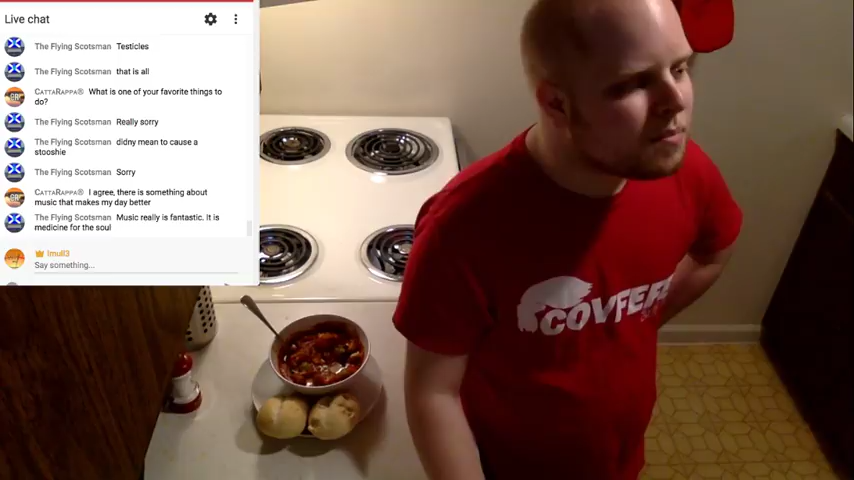 Live chat
The Flying Scotsman Testicles
The Flying Scotsman that is all
CATTARAPPA® What is one of your favorite things to
do?
The Flying Scotsman Really sorry
The Flying Scotsman didny mean to cause a
stooshie
The Flying Scotsman Sorry
CATTARAPPA® I agree, there is something about
music that makes my day better
The Flying Scotsman Music really is fantastic. It is
medicine for the soul
lmull3
Say something...
COVFEFE